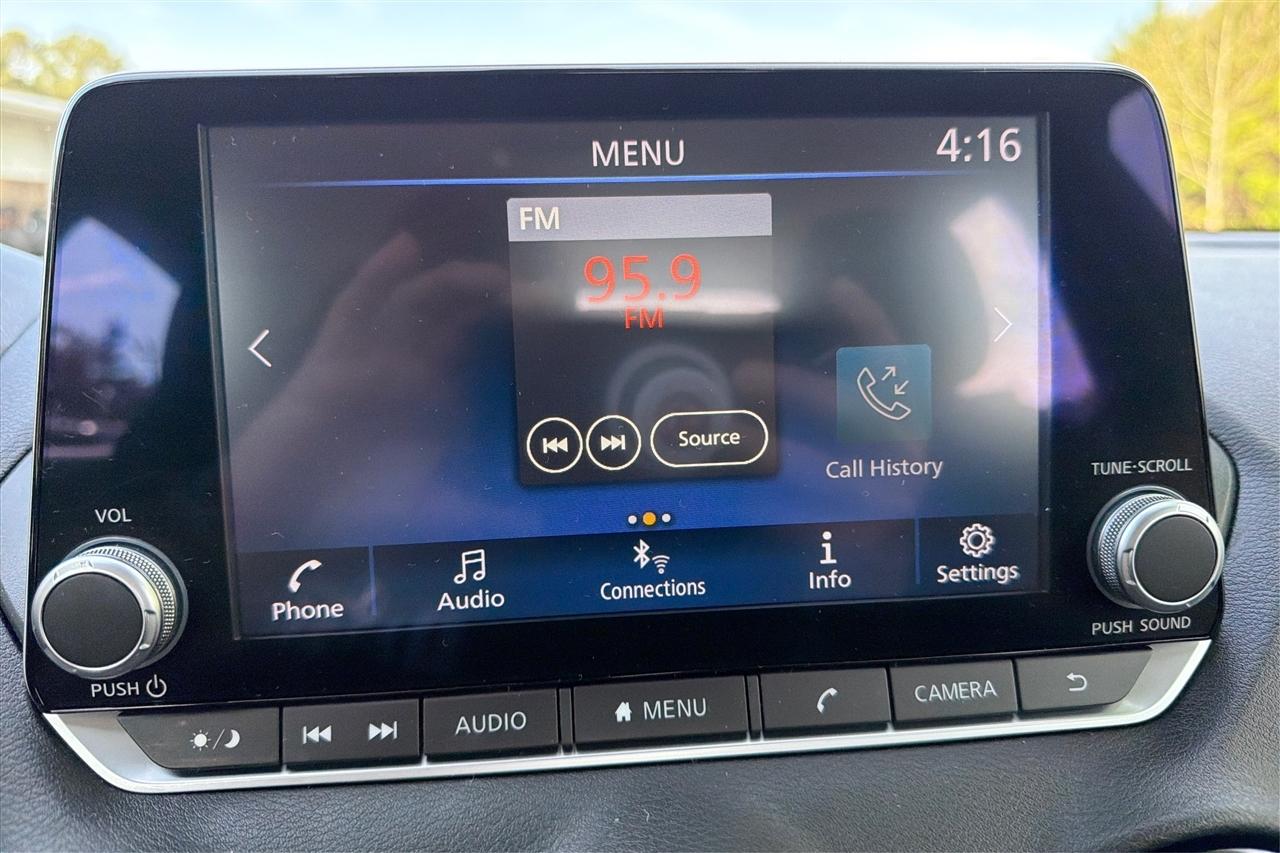 MENU
4:16
FM
95.9
FM
Source
Call History
Phone
Audio
Connections
Info
Settings
VOL
PUSH
TUNE·SCROLL
PUSH SOUND
AUDIO
MENU
CAMERA